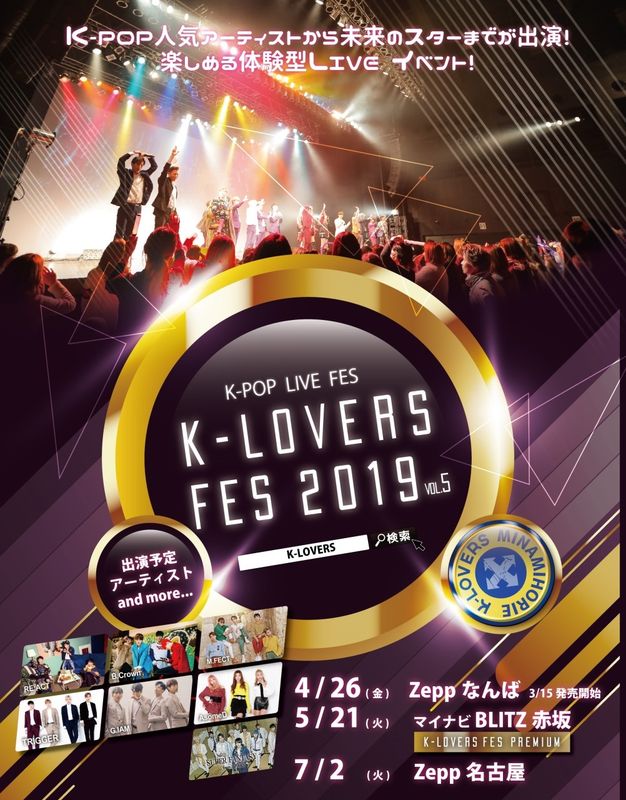 K-POP人気アーティストから未来のスターまでが出演!
楽しめる体験型LIVE イベント!
K-POP LIVE FES
K-LOVERS
FES 2019 VOL.5
K-LOVERS 検索
出演予定
アーティスト
and more...
K-LOVERS MINAMIHORIE
RE'ACT
B.Crown
M.FECT
TRIGGER
GJAM
4/26(金) Zepp なんば 3/15 発売開始
5/21(火) マイナビ BLITZ 赤坂
K-LOVERS FES PREMIUM
7/2(火) Zepp 名古屋